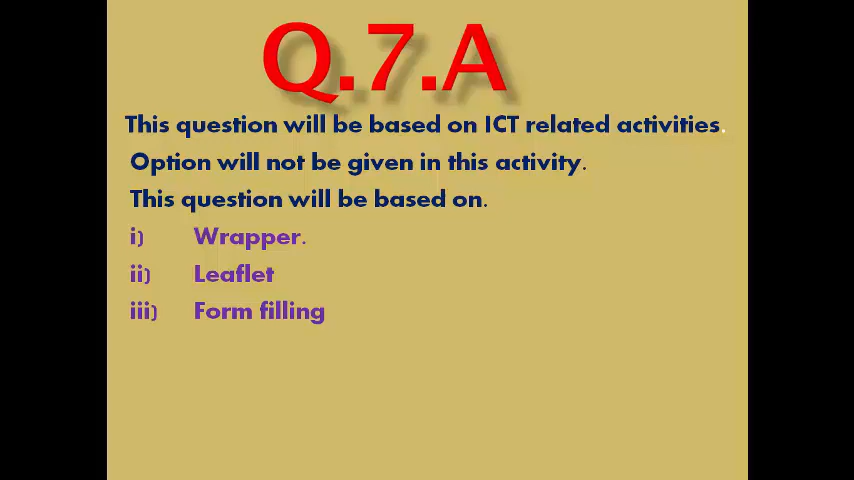 Q.7.A
This question will be based on ICT related activities.
Option will not be given in this activity.
This question will be based on.
i) Wrapper.
ii) Leaflet
iii) Form filling